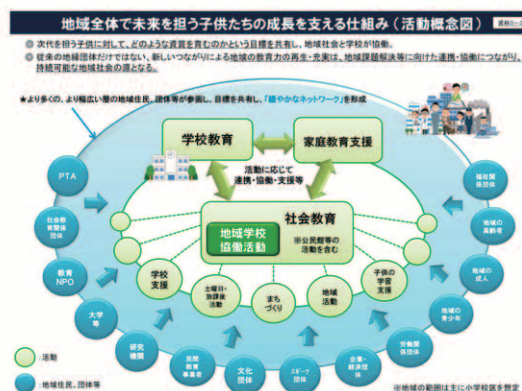 地域全体で未来を担う子供たちの成長を支える仕組み(活動概念図)
◎ 次代を担う子供に対して、どのような資質を育むのかという目標を共有し、地域社会と学校が協働。
◎ 従来の地縁団体だけではない、新しいつながりによる地域の教育力の再生・充実は、地域課題解決等に向けた連携・協働につながり、
持続可能な地域社会の源となる。
★より多くの、より幅広い層の地域住民、団体等が参画し、目標を共有し、「緩やかなネットワーク」を形成
学校教育
家庭教育支援
活動に応じて
連携・協働・支援等
社会教育
地域学校
協働活動
※公民館等の
活動を含む
学校
支援
土曜日・
放課後
活動
まち
づくり
地域
活動
子供の
学習
支援
PTA
社会教
育関係
団体
教育
NPO
大学
等
研究
機関
民間
教育
事業者
文化
団体
スポーツ
団体
企業・
経済団
体
労働関
係団体
地域の
青少年
地域の
成人
地域の
高齢者
福祉関
係団体
:活動
:地域住民、団体等
※地域の範囲は主に小学校区を想定